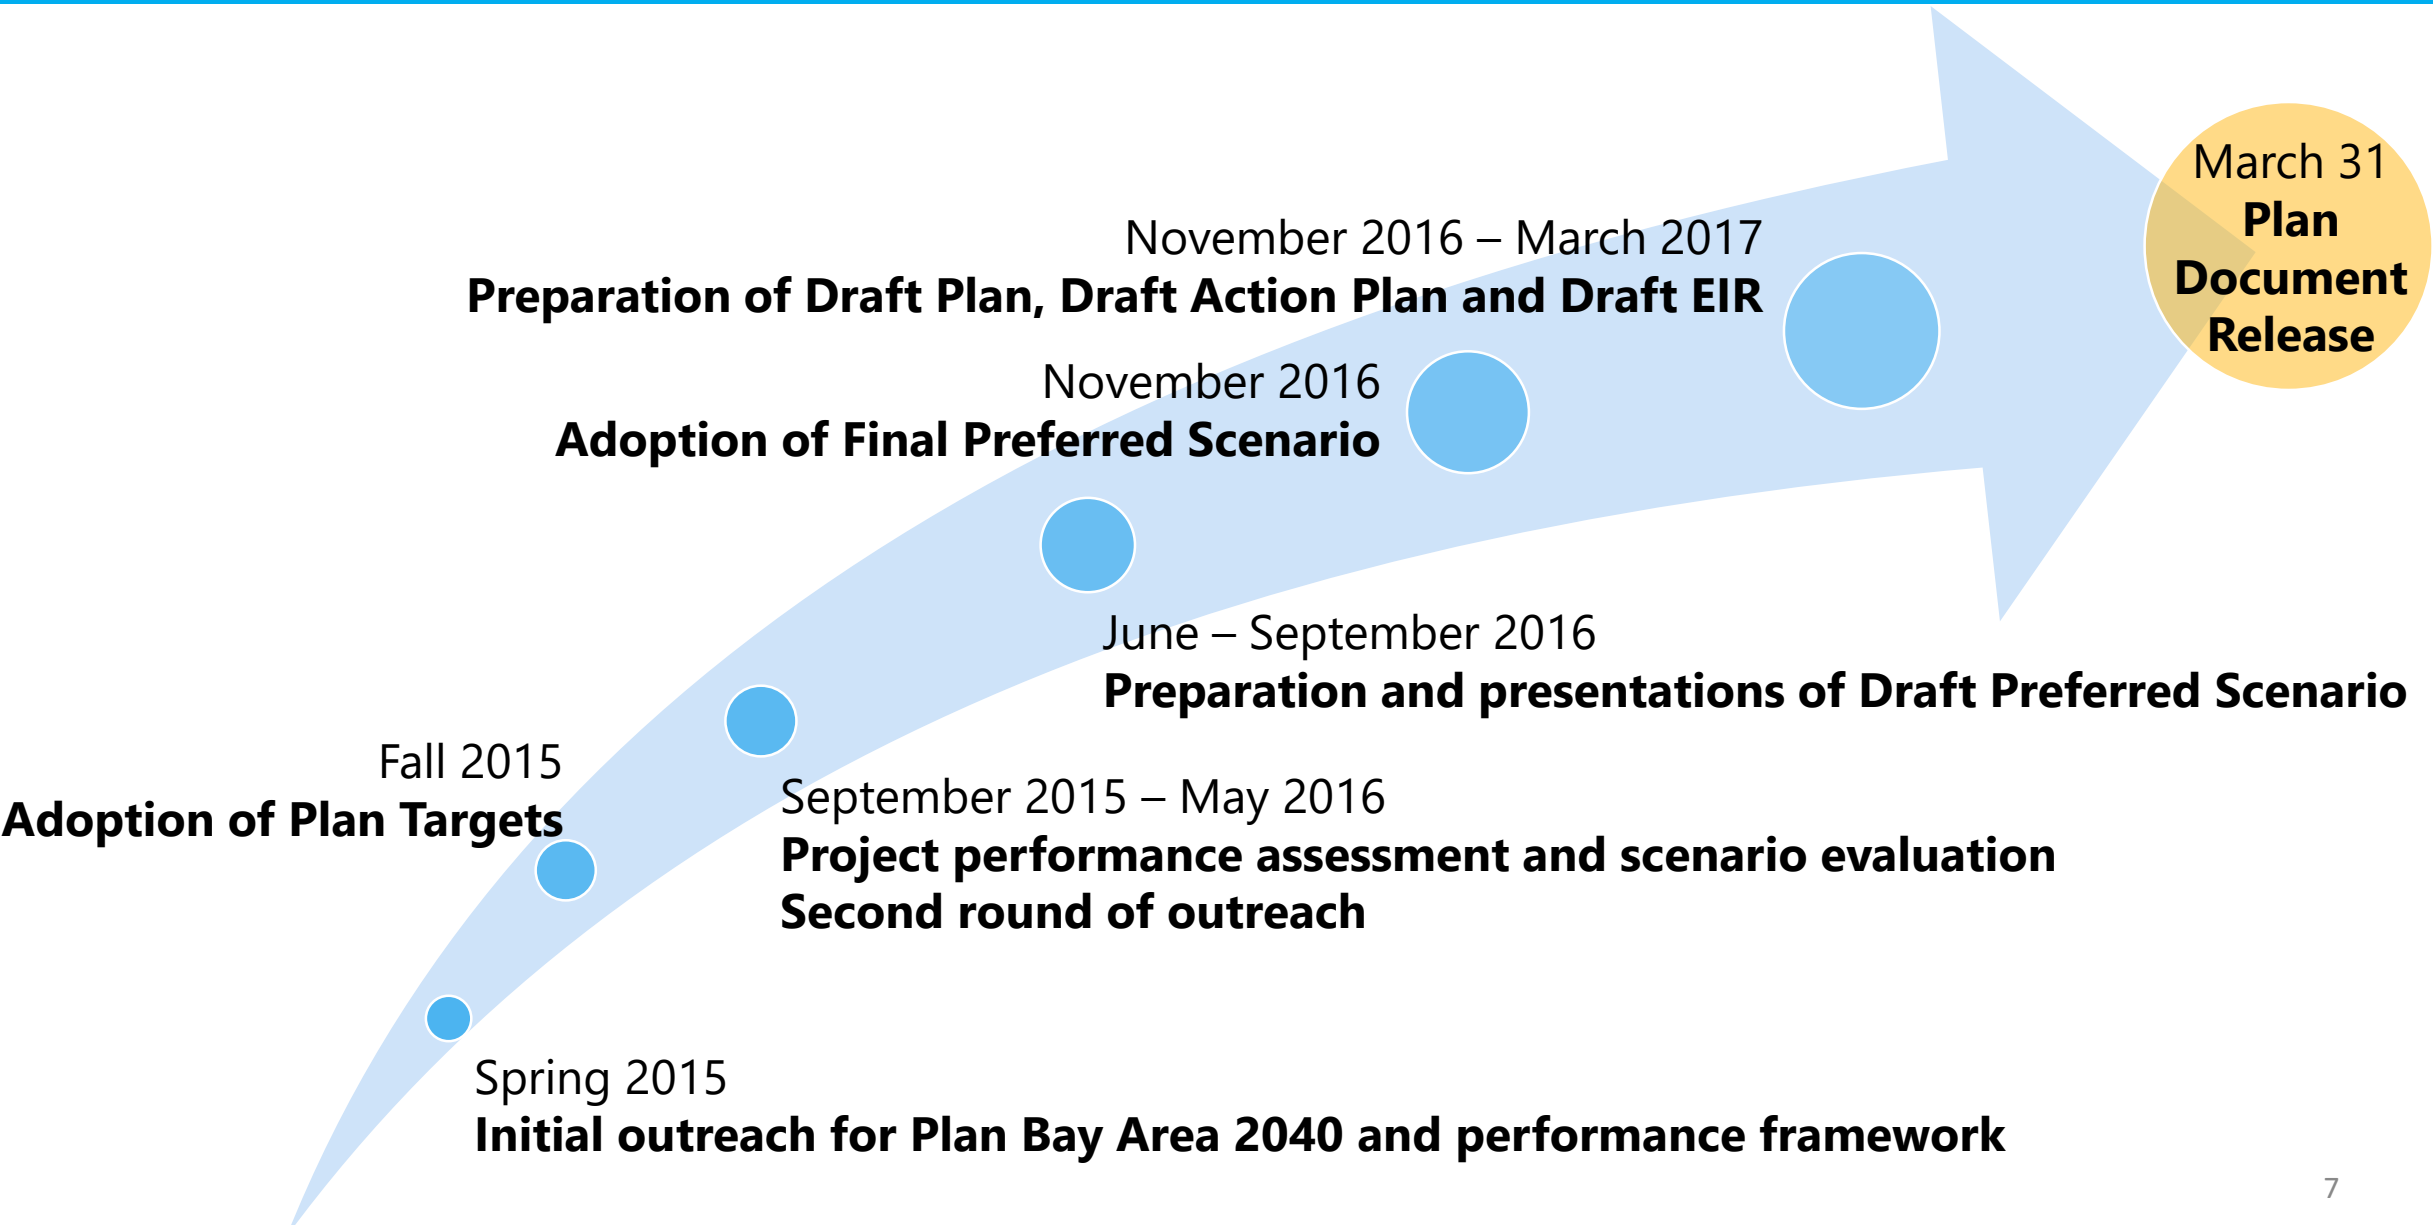 March 31
Plan
Document
Release
November 2016 – March 2017
Preparation of Draft Plan, Draft Action Plan and Draft EIR
November 2016
Adoption of Final Preferred Scenario
June – September 2016
Preparation and presentations of Draft Preferred Scenario
Fall 2015
Adoption of Plan Targets
September 2015 – May 2016
Project performance assessment and scenario evaluation
Second round of outreach
Spring 2015
Initial outreach for Plan Bay Area 2040 and performance framework
7